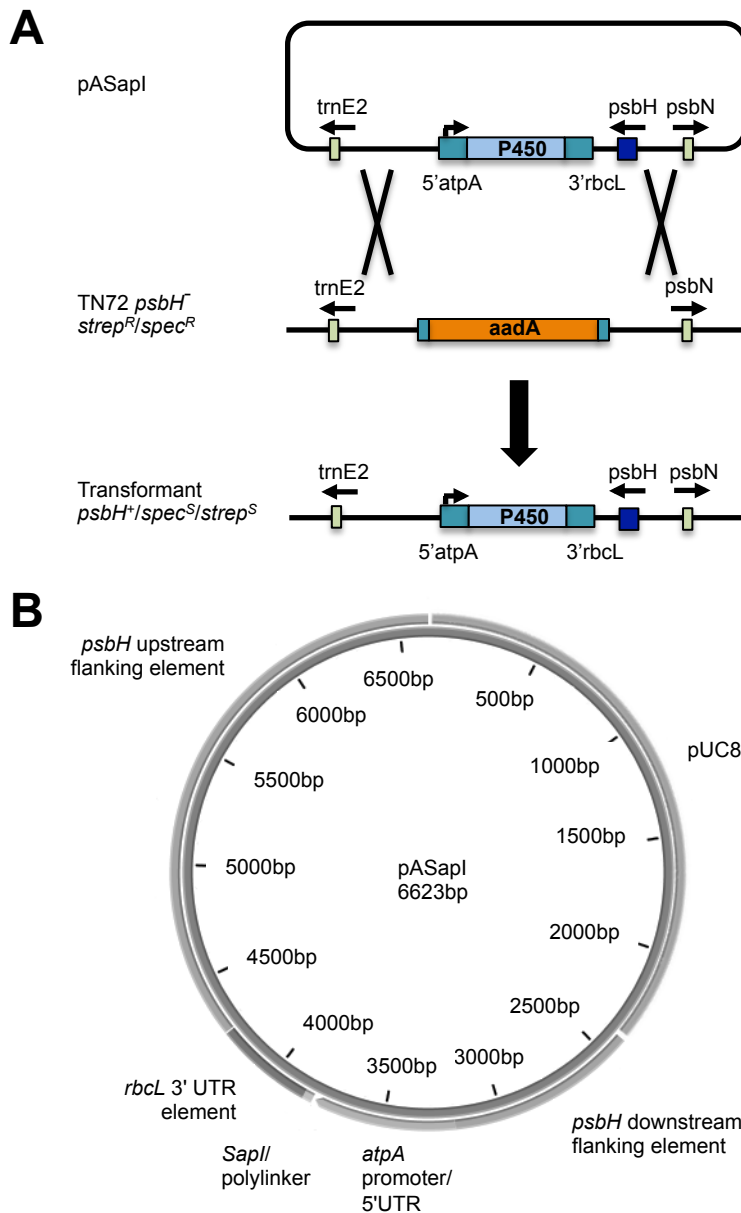 A
pASapI
trnE2
psbH
psbN
P450
5'atpA
3'rbcL
TN72 psbH-
strepR/specR
trnE2
psbN
aadA
Transformant
psbH+/specS/strepS
trnE2
psbH
psbN
P450
5'atpA
3'rbcL
B
psbH upstream
flanking element
6500bp
500bp
6000bp
1000bp
pUC8
5500bp
1500bp
5000bp
pASapI
6623bp
2000bp
4500bp
2500bp
4000bp
3500bp
3000bp
rbcL 3' UTR
element
psbH downstream
flanking element
SapI/
polylinker
atpA
promoter/
5'UTR